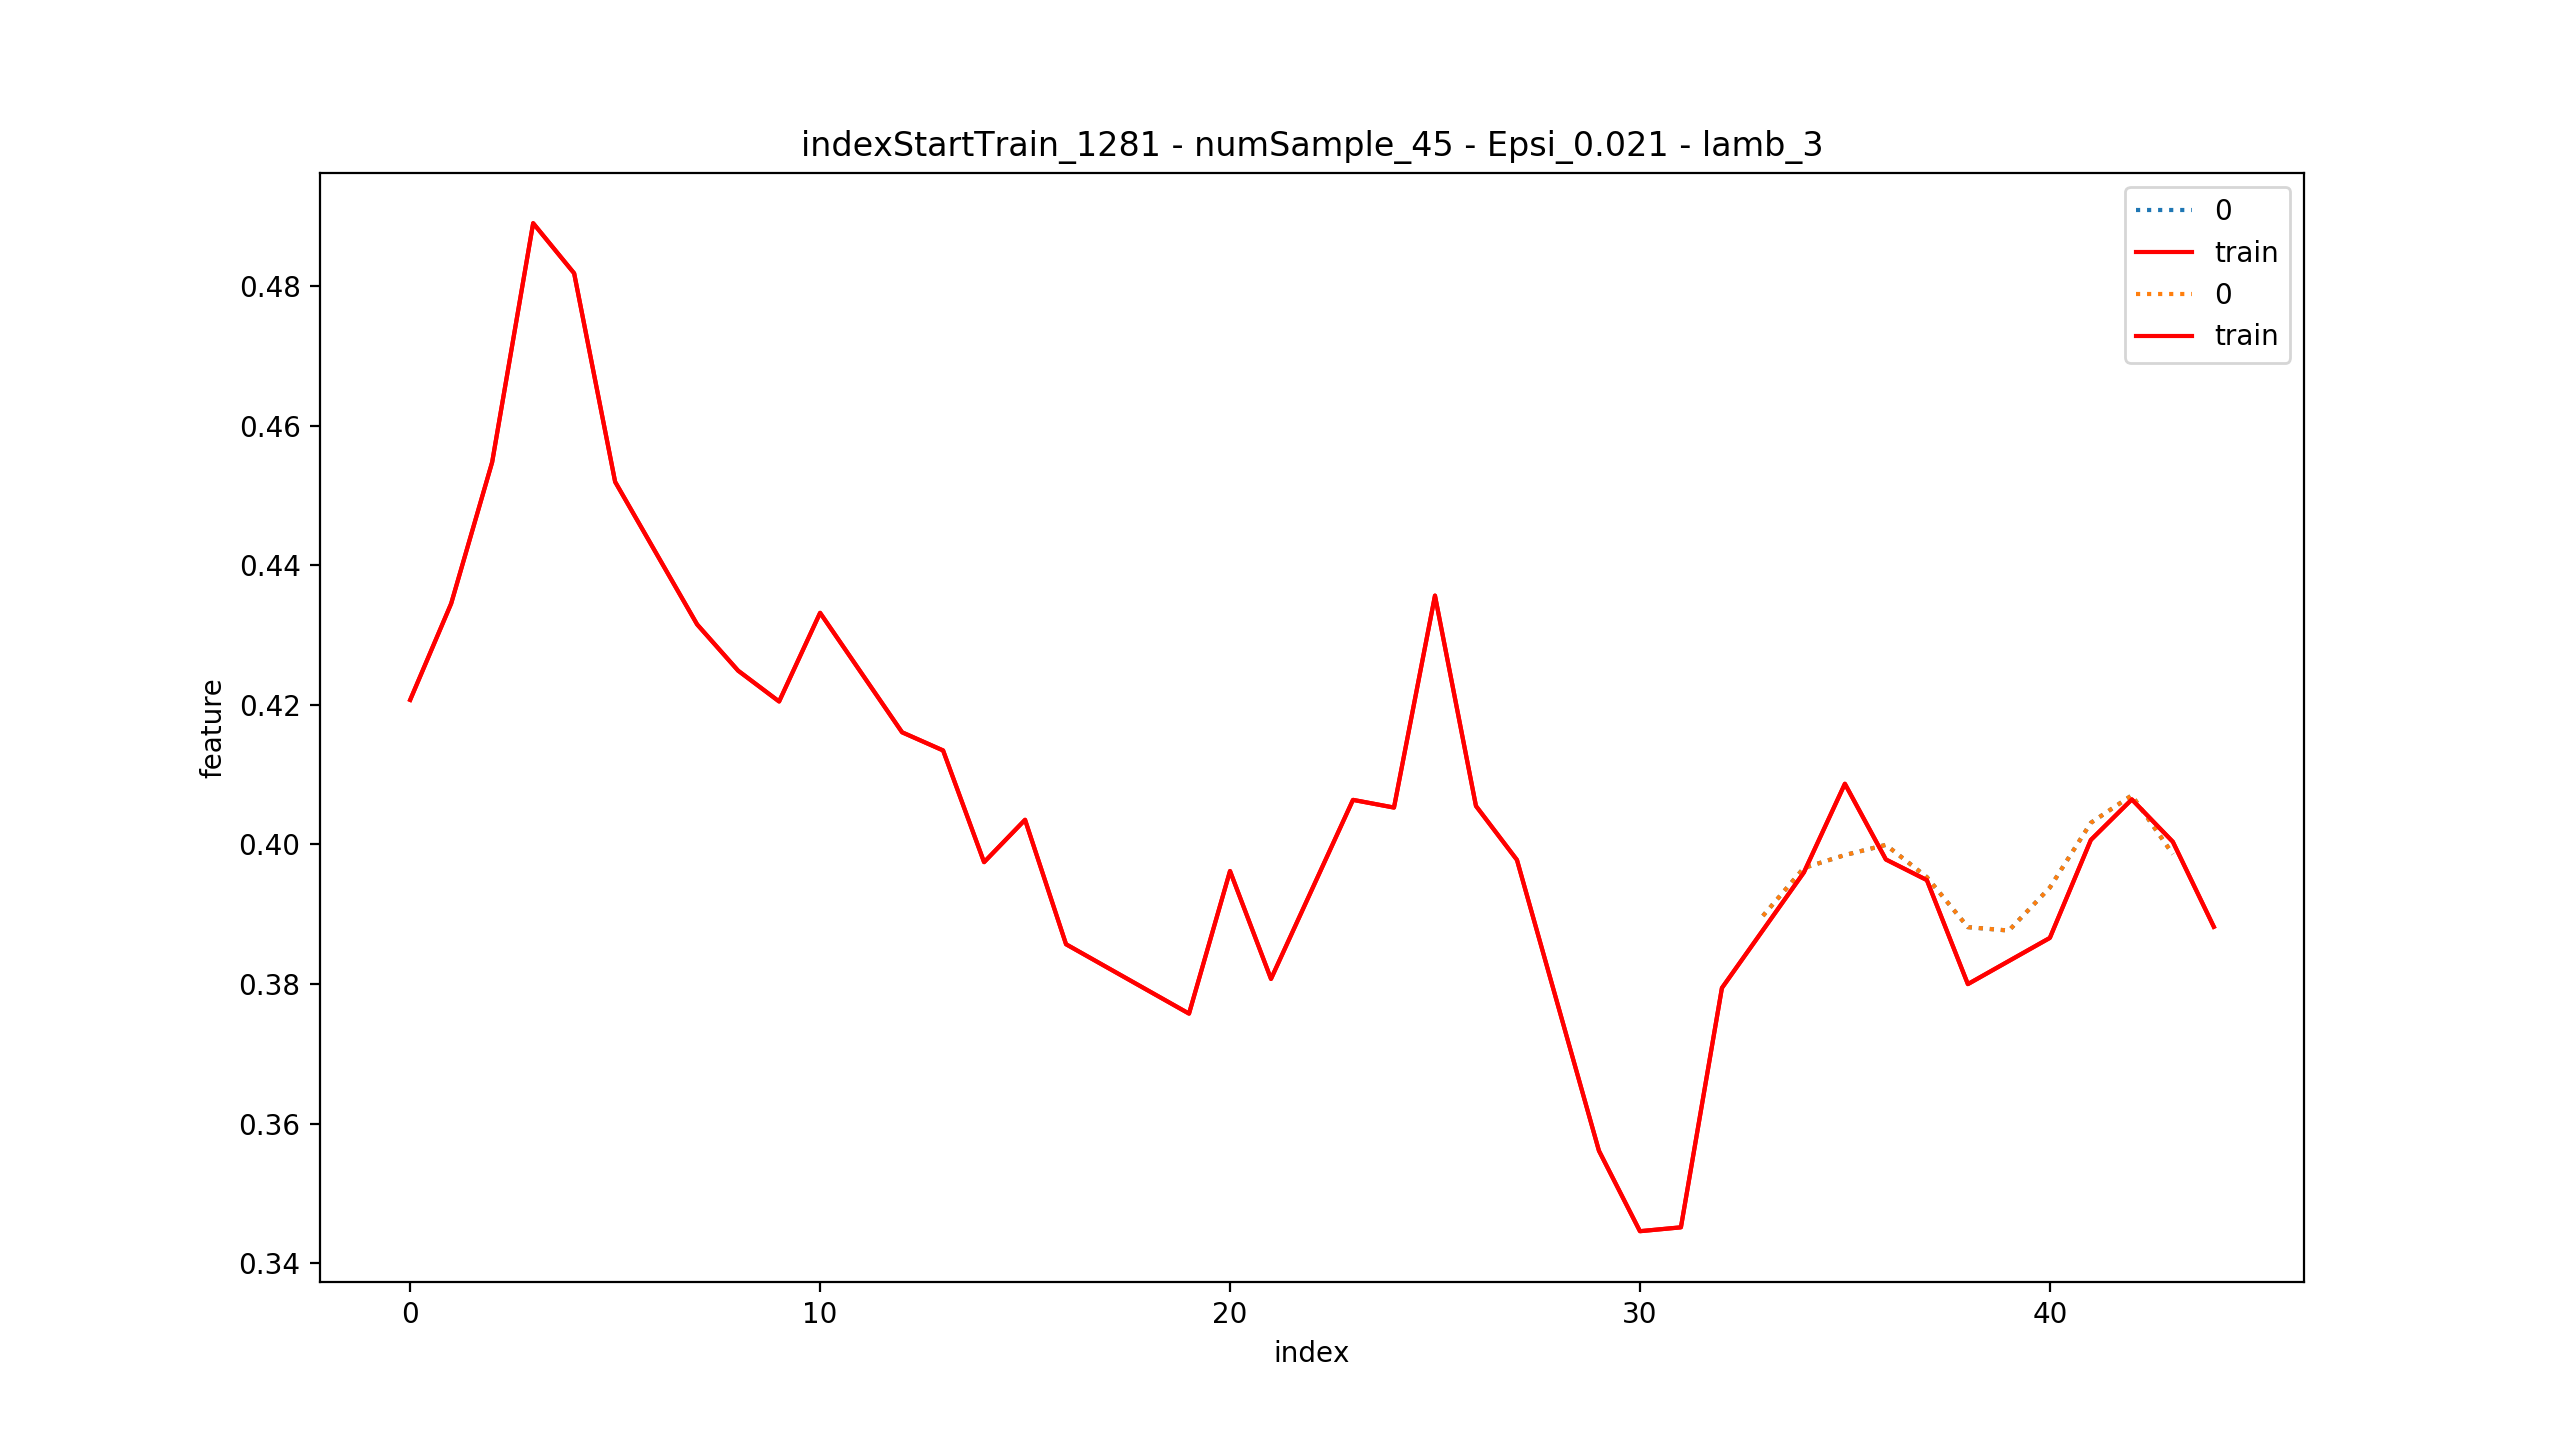 indexStartTrain_1281 - numSample_45 - Epsi_0.021 - lamb_3
0
train
0
train
0.48
0.46
0.44
0.42
0.40
0.38
0.36
0.34
feature
0 10 20 30 40
index